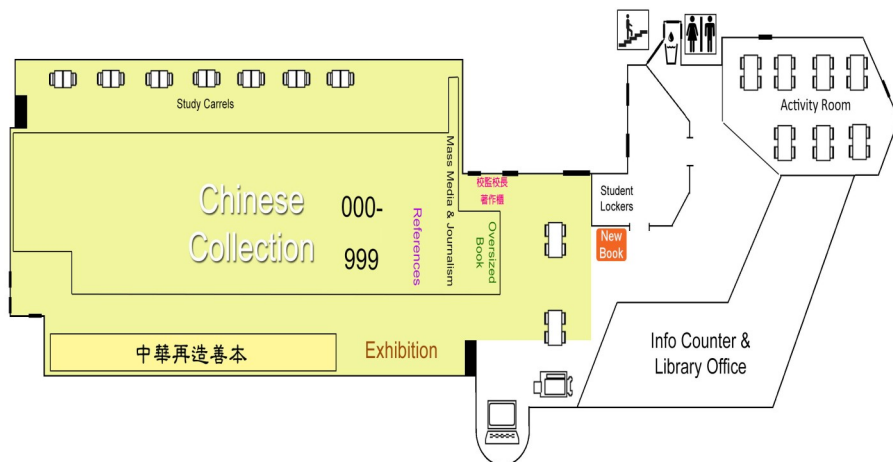 Study Carrels
Activity Room
Mass Media & Journalism
校監校長
著作櫃
Student
Lockers
Chinese
Collection
000-
999
References
Oversized
Book
New
Book
中華再造善本
Exhibition
Info Counter &
Library Office